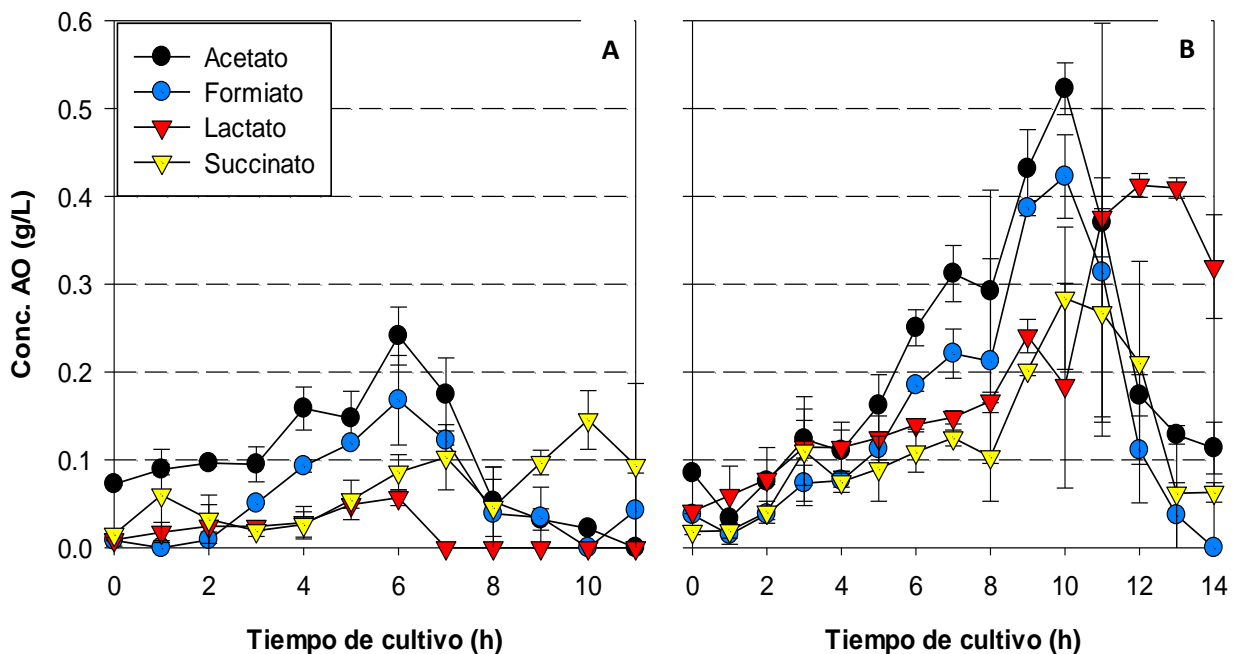 A
B
Acetato
Formiato
Lactato
Succinato
Conc. AO (g/L)
0.6
0.5
0.4
0.3
0.2
0.1
0.0
0 2 4 6 8 10
0 2 4 6 8 10 12 14
Tiempo de cultivo (h)
Tiempo de cultivo (h)